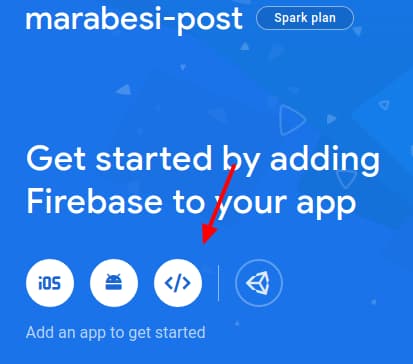 marabesi-post
Spark plan
Get started by adding
Firebase to your app
iOS
</>
Add an app to get started